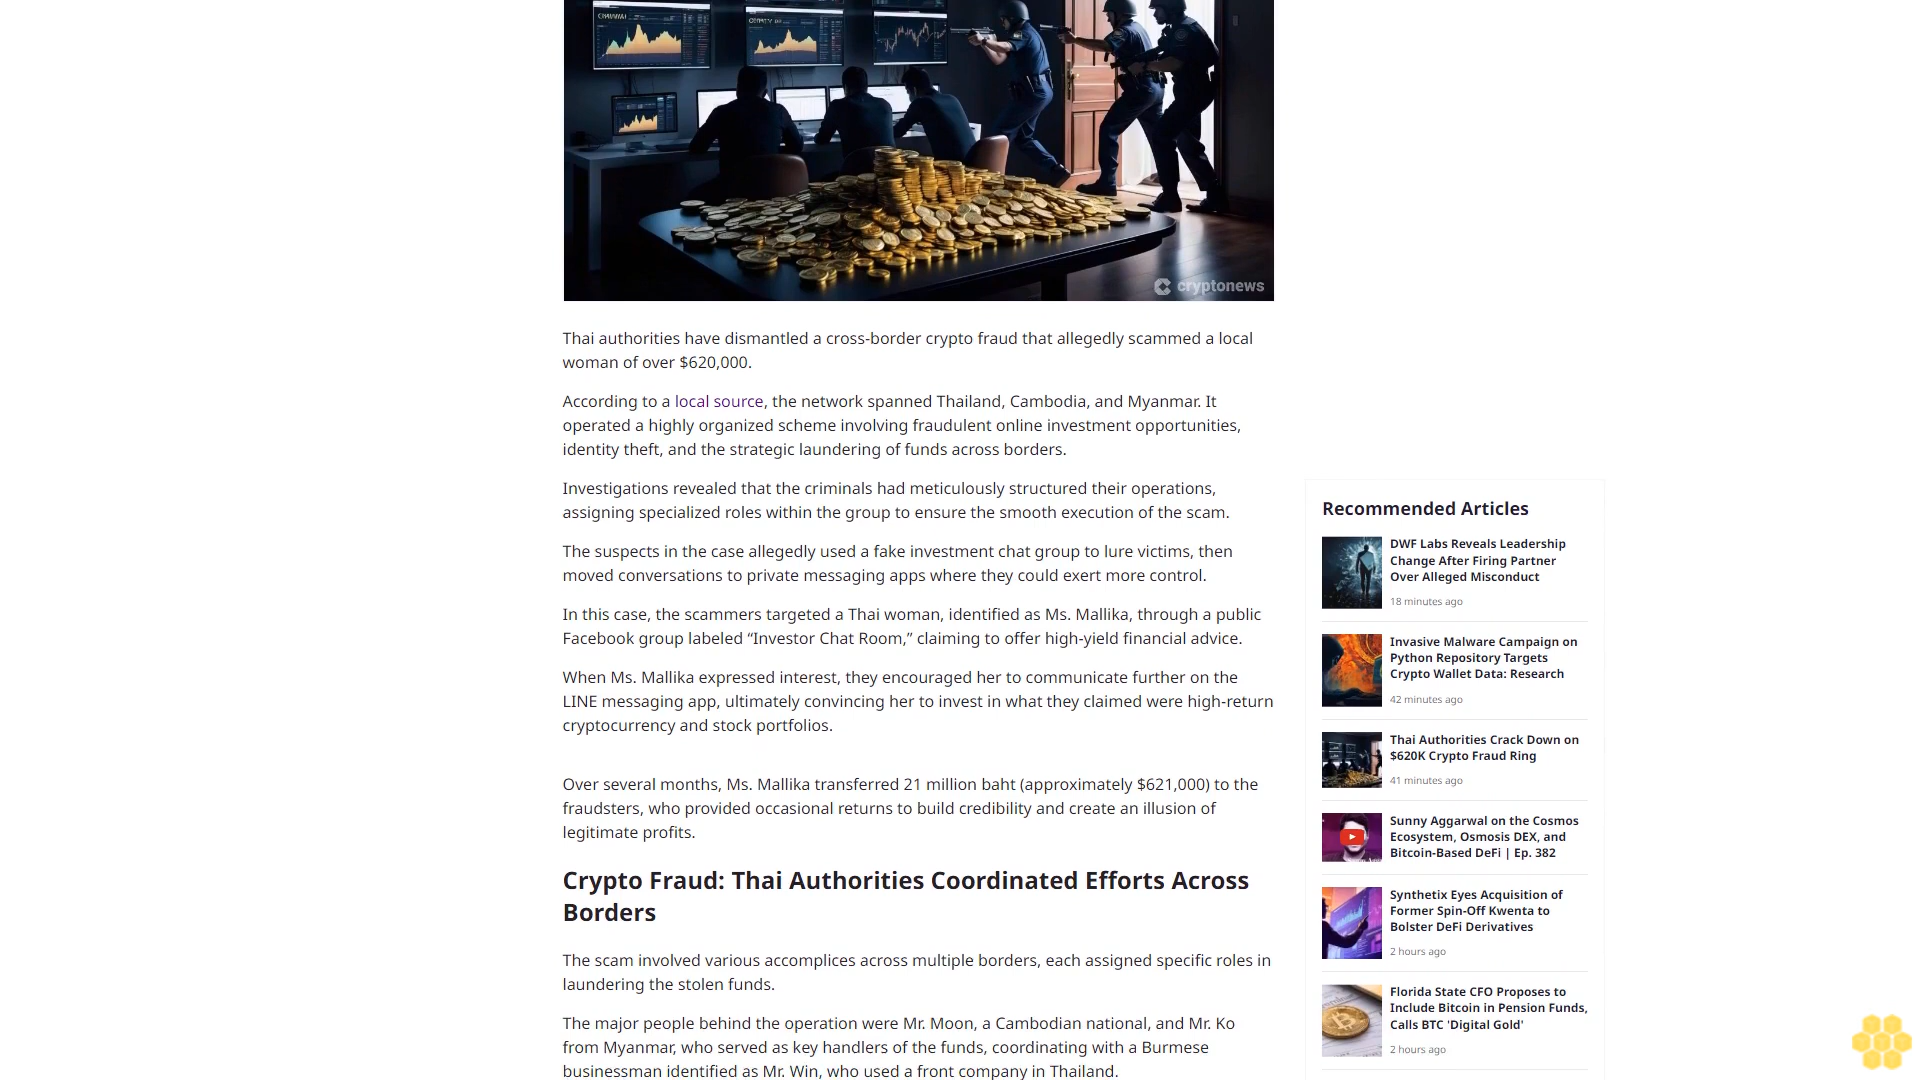 cryptonews
Thai authorities have dismantled a cross-border crypto fraud that allegedly scammed a local
woman of over $620,000.
According to a local source, the network spanned Thailand, Cambodia, and Myanmar. It
operated a highly organized scheme involving fraudulent online investment opportunities,
identity theft, and the strategic laundering of funds across borders.
Investigations revealed that the criminals had meticulously structured their operations,
assigning specialized roles within the group to ensure the smooth execution of the scam.
The suspects in the case allegedly used a fake investment chat group to lure victims, then
moved conversations to private messaging apps where they could exert more control.
In this case, the scammers targeted a Thai woman, identified as Ms. Mallika, through a public
Facebook group labeled “Investor Chat Room,” claiming to offer high-yield financial advice.
When Ms. Mallika expressed interest, they encouraged her to communicate further on the
LINE messaging app, ultimately convincing her to invest in what they claimed were high-return
cryptocurrency and stock portfolios.
Over several months, Ms. Mallika transferred 21 million baht (approximately $621,000) to the
fraudsters, who provided occasional returns to build credibility and create an illusion of
legitimate profits.
Crypto Fraud: Thai Authorities Coordinated Efforts Across
Borders
The scam involved various accomplices across multiple borders, each assigned specific roles in
laundering the stolen funds.
The major people behind the operation were Mr. Moon, a Cambodian national, and Mr. Ko
from Myanmar, who served as key handlers of the funds, coordinating with a Burmese
businessman identified as Mr. Win, who used a front company in Thailand.
Recommended Articles
DWF Labs Reveals Leadership
Change After Firing Partner
Over Alleged Misconduct
18 minutes ago
Invasive Malware Campaign on
Python Repository Targets
Crypto Wallet Data: Research
42 minutes ago
Thai Authorities Crack Down on
$620K Crypto Fraud Ring
41 minutes ago
Sunny Aggarwal on the Cosmos
Ecosystem, Osmosis DEX, and
Bitcoin-Based DeFi | Ep. 382
Synthetix Eyes Acquisition of
Former Spin-Off Kwenta to
Bolster DeFi Derivatives
2 hours ago
Florida State CFO Proposes to
Include Bitcoin in Pension Funds,
Calls BTC 'Digital Gold'
2 hours ago